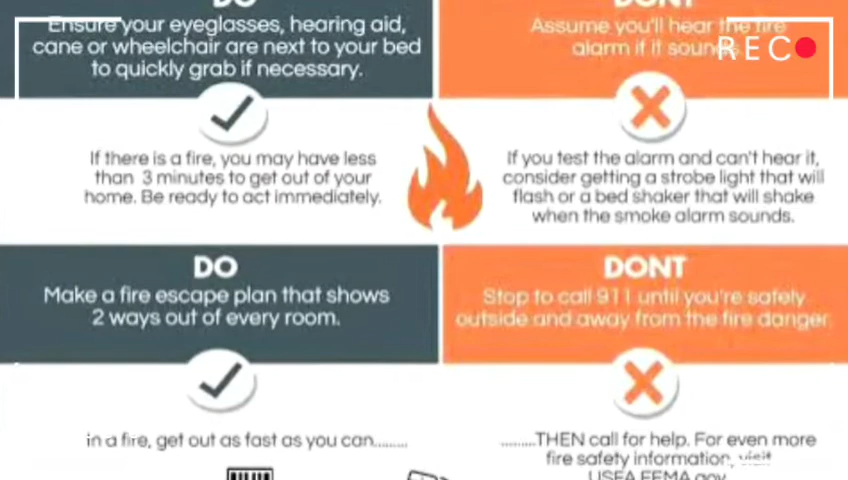 DO
Ensure your eyeglasses, hearing aid,
cane or wheelchair are next to your bed
to quickly grab if necessary.
DONT
Assume you'll hear the fire
alarm if it sounds.
REC
If there is a fire, you may have less
than 3 minutes to get out of your
home. Be ready to act immediately.
If you test the alarm and can't hear it,
consider getting a strobe light that will
flash or a bed shaker that will shake
when the smoke alarm sounds.
DO
Make a fire escape plan that shows
2 ways out of every room.
DONT
Stop to call 911 until you're safely
outside and away from the fire danger.
in a fire, get out as fast as you can.........
.........THEN call for help. For even more
fire safety information, visit
USFA.FEMA.gov